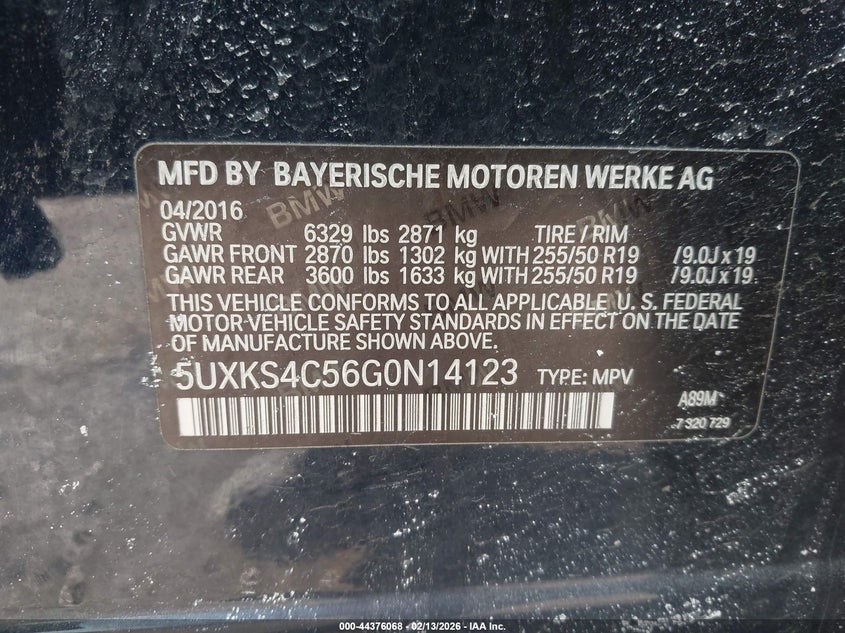 MFD BY BAYERISCHE MOTOREN WERKE AG
04/2016
GVWR 6329 lbs 2871 kg TIRE / RIM
GAWR FRONT 2870 lbs 1302 kg WITH 255/50 R19 /9.0J x 19
GAWR REAR 3600 lbs 1633 kg WITH 255/50 R19 /9.0J x 19
THIS VEHICLE CONFORMS TO ALL APPLICABLE U. S. FEDERAL
MOTOR-VEHICLE SAFETY STANDARDS IN EFFECT ON THE DATE
OF MANUFACTURE SHOWN ABOVE.
5UXKS4C56G0N14123 TYPE: MPV
A89M
7 320 729
BMW BMW BMW
000-44376068 - 02/13/2026 - IAA Inc.